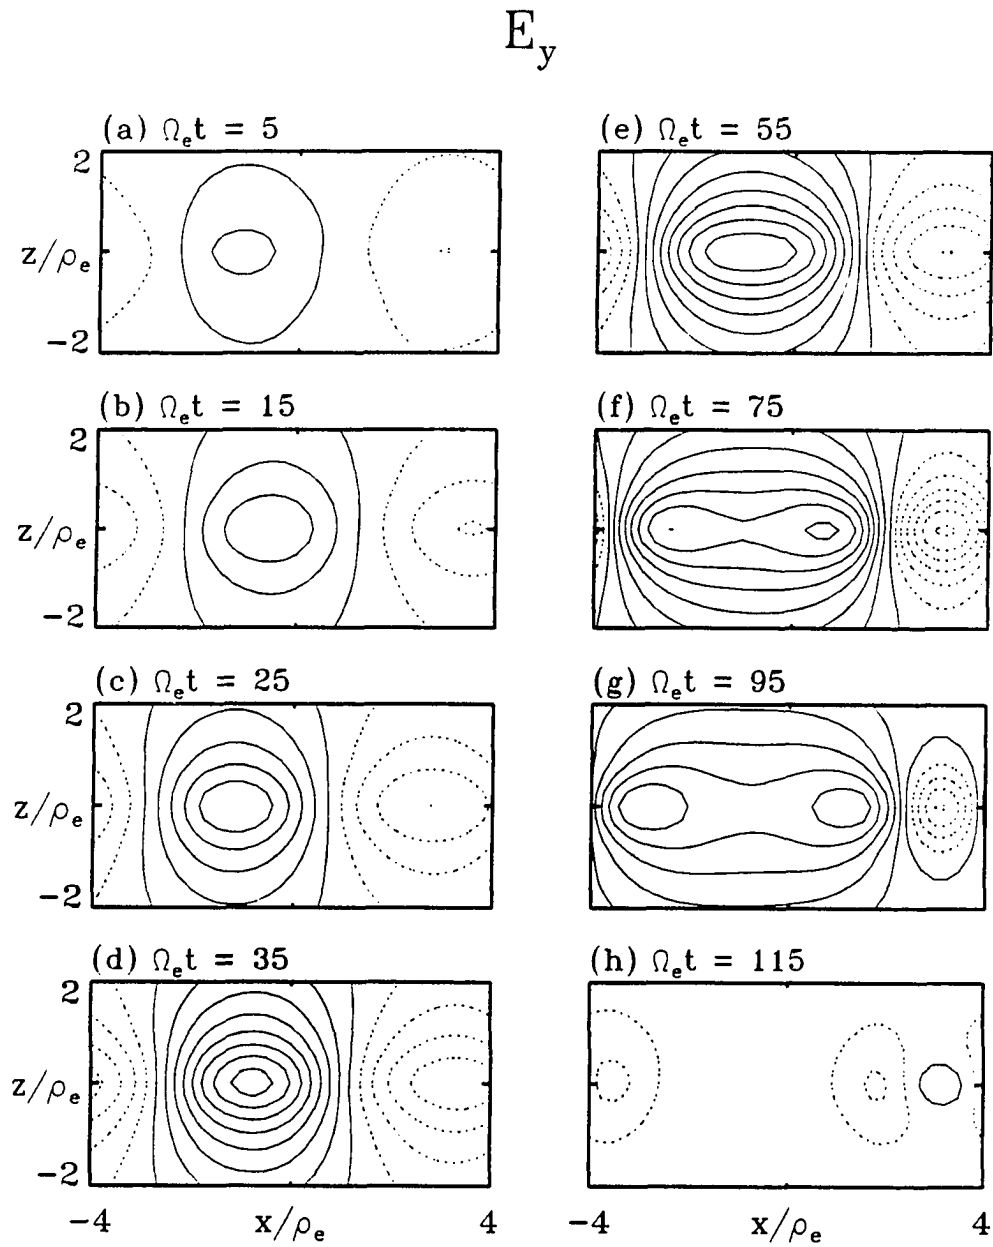 E_y
(a) Ω_e t = 5
(e) Ω_e t = 55
2
z/ρ_e
-2
(b) Ω_e t = 15
(f) Ω_e t = 75
2
z/ρ_e
-2
(c) Ω_e t = 25
(g) Ω_e t = 95
2
z/ρ_e
-2
(d) Ω_e t = 35
(h) Ω_e t = 115
2
z/ρ_e
-2
-4 x/ρ_e 4
-4 x/ρ_e 4